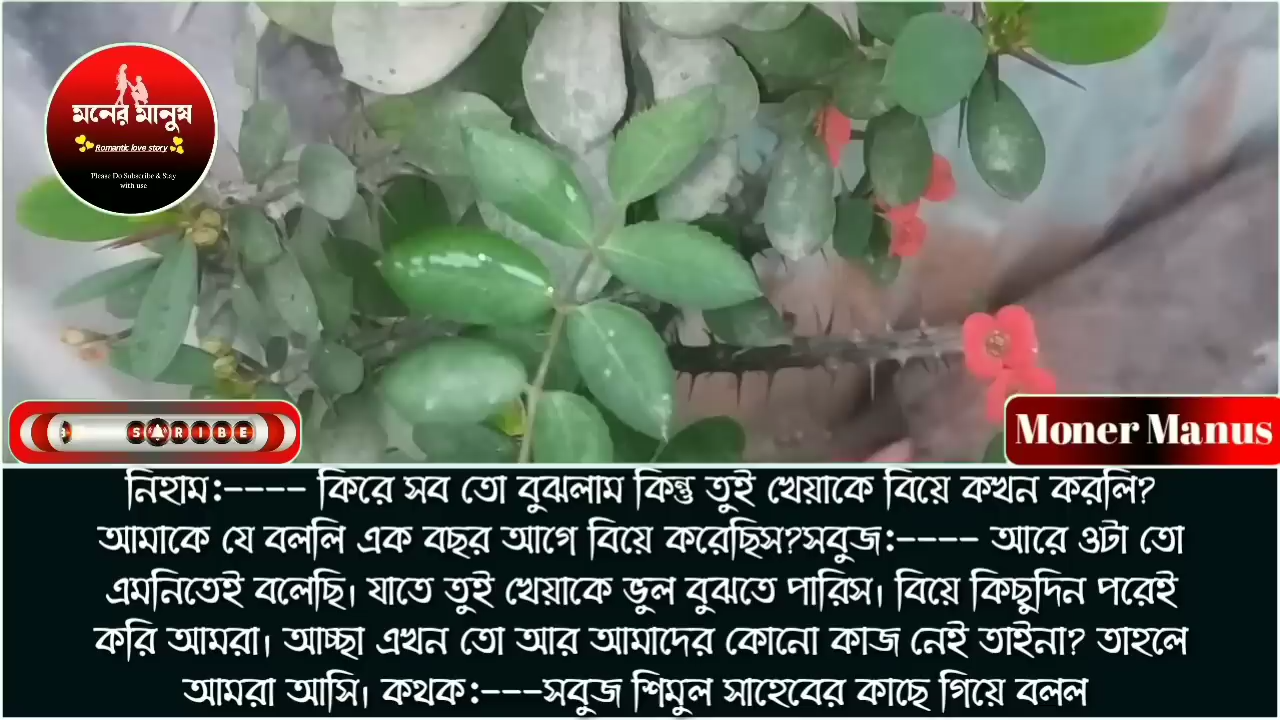 মনের মানুষ
Romantic love story
Please Do Subscribe & Stay
with use
Moner Manus
নিহাম:---- কিরে সব তো বুঝলাম কিন্তু তুই খেয়াকে বিয়ে কখন করলি?
আমাকে যে বললি এক বছর আগে বিয়ে করেছিস?সবুজ:---- আরে ওটা তো
এমনিতেই বলেছি। যাতে তুই খেয়াকে ভুল বুঝতে পারিস। বিয়ে কিছুদিন পরেই
করি আমরা। আচ্ছা এখন তো আর আমাদের কোনো কাজ নেই তাইনা? তাহলে
আমরা আসি। কথক:---সবুজ শিমুল সাহেবের কাছে গিয়ে বলল